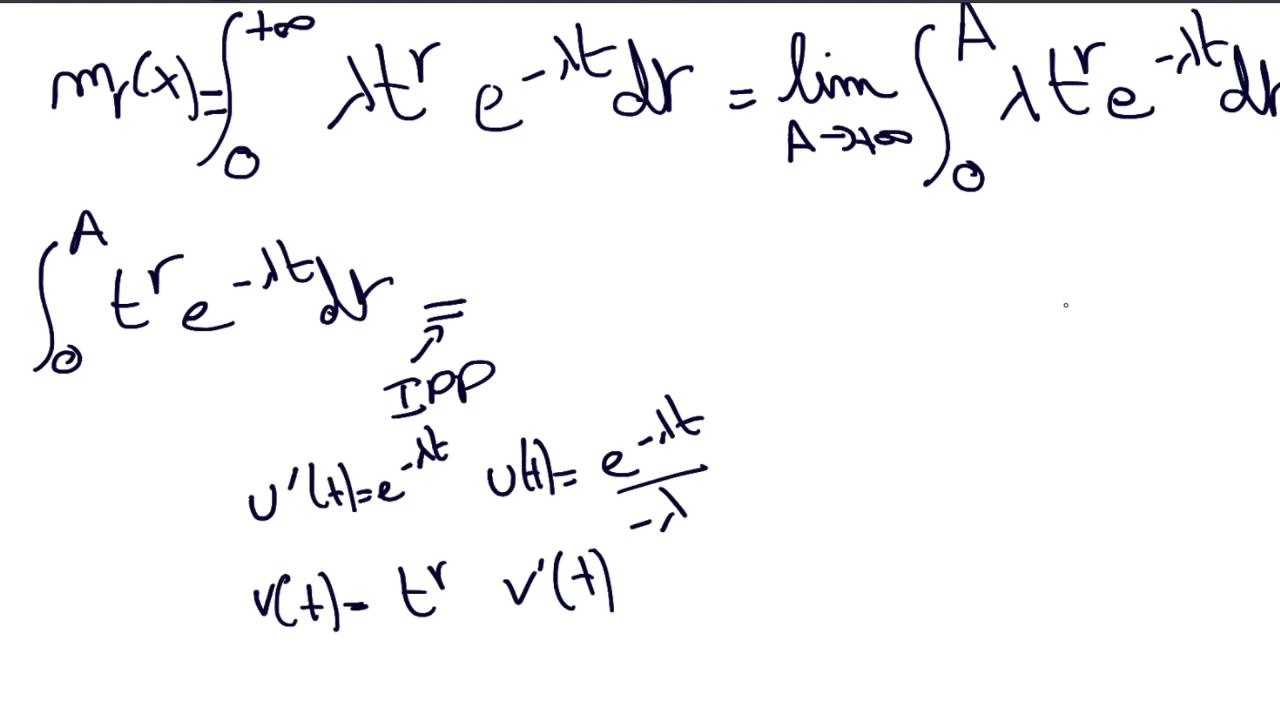 m_r(x) = ∫_0^{+∞} λt^r e^{-λt} dr = lim_{A→+∞} ∫_0^A λt^r e^{-λt} dr
∫_0^A t^r e^{-λt} dr =
IPP
u'(t) = e^{-λt} u(t) = e^{-λt}/-λ
v(t) = t^r v'(t)